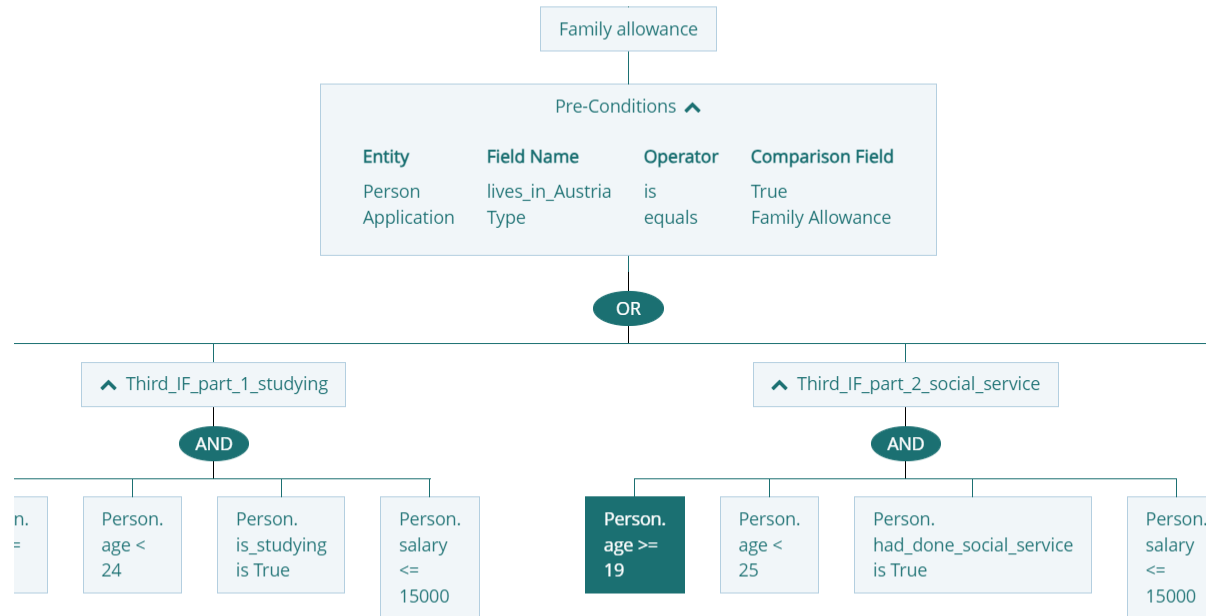 Family allowance
Pre-Conditions
Entity Field Name Operator Comparison Field
Person lives_in_Austria is True
Application Type equals Family Allowance
OR
Third_IF_part_1_studying
Third_IF_part_2_social_service
AND
AND
n.
=
Person.
age <
24
Person.
is_studying
is True
Person.
salary
<=
15000
Person.
age >=
19
Person.
age <
25
Person.
had_done_social_service
is True
Person.
salary
<=
15000